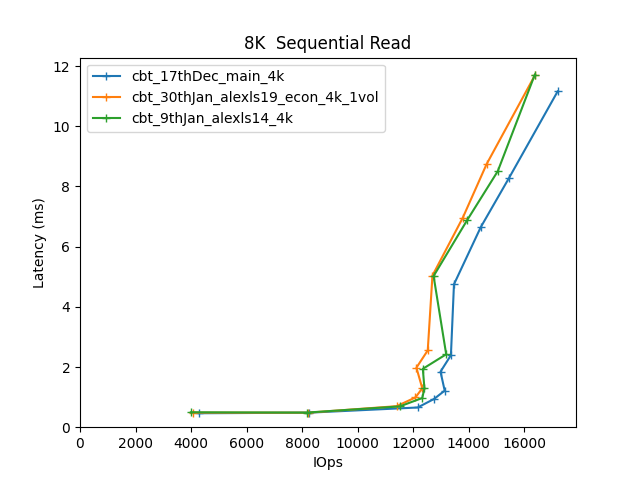 8K  Sequential Read
cbt_17thDec_main_4k
cbt_30thJan_alexls19_econ_4k_1vol
cbt_9thJan_alexls14_4k
Latency (ms)
12
10
8
6
4
2
0
0 2000 4000 6000 8000 10000 12000 14000 16000
IOps